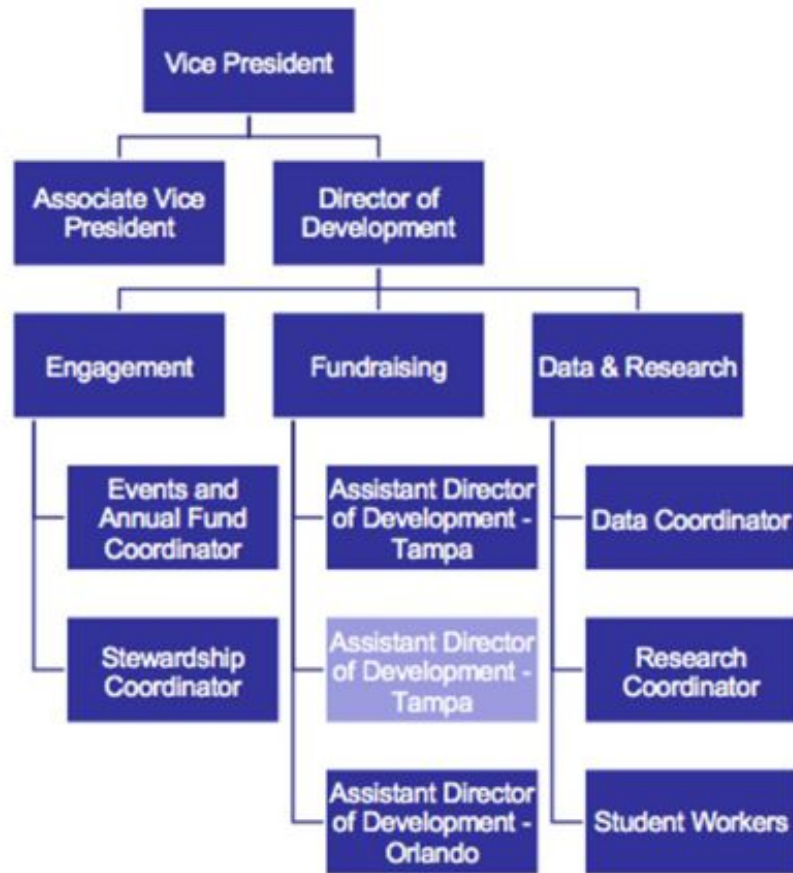 Vice President
Associate Vice
President
Director of
Development
Engagement
Fundraising
Data & Research
Events and
Annual Fund
Coordinator
Assistant Director
of Development -
Tampa
Data Coordinator
Stewardship
Coordinator
Assistant Director
of Development -
Tampa
Research
Coordinator
Assistant Director
of Development -
Orlando
Student Workers